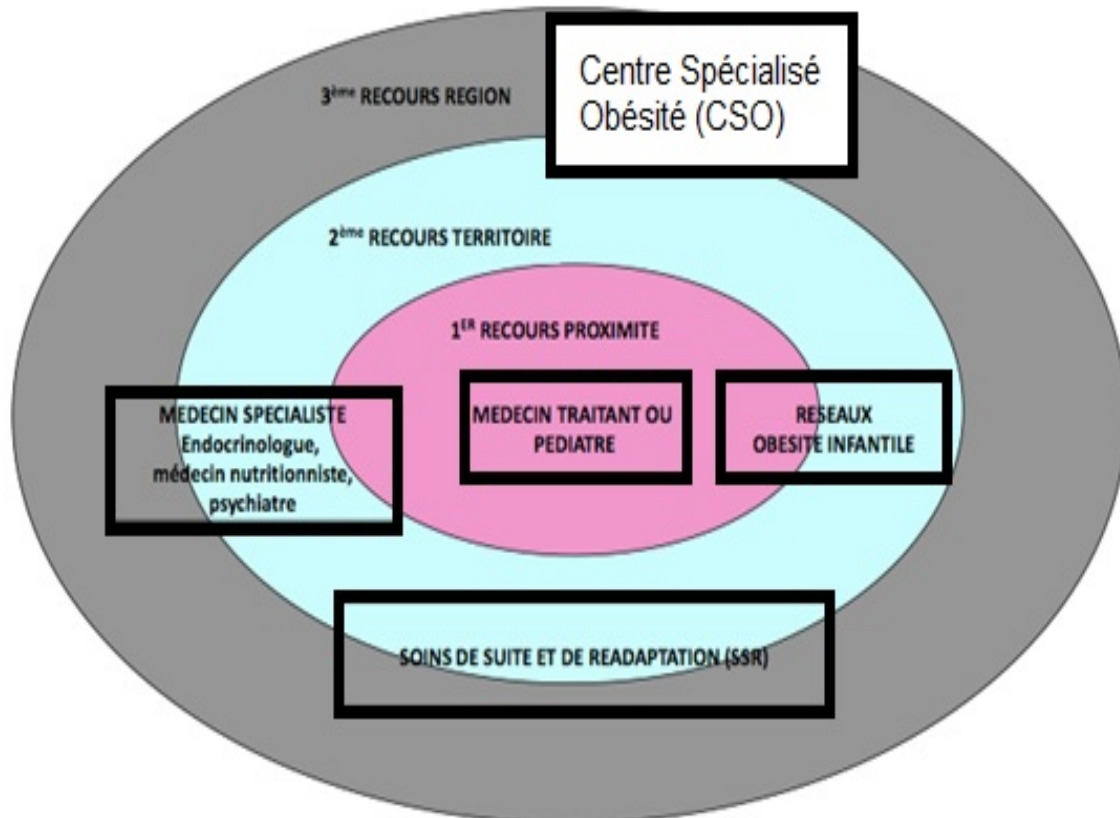 Centre Spécialisé
Obésité (CSO)
3ème RECOURS REGION
2ème RECOURS TERRITOIRE
1ER RECOURS PROXIMITE
MEDECIN SPECIALISTE
Endocrinologue,
médecin nutritionniste,
psychiatre
MEDECIN TRAITANT OU
PEDIATRE
RESEAUX
OBESITE INFANTILE
SOINS DE SUITE ET DE READAPTATION (SSR)